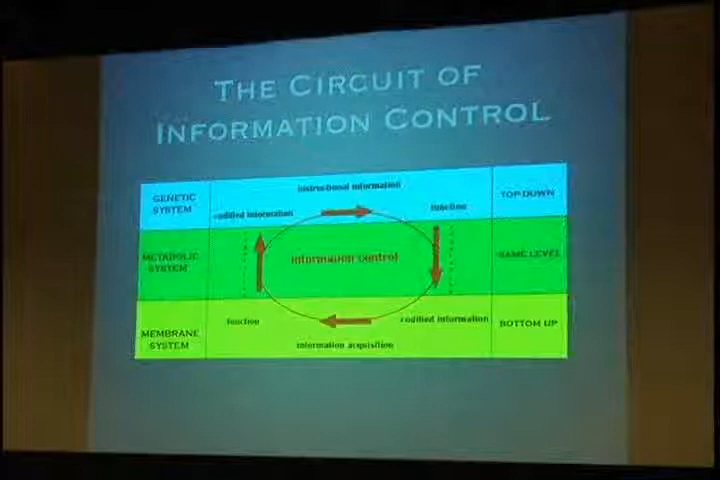 THE CIRCUIT OF
INFORMATION CONTROL
GENETIC
SYSTEM
instructional information
codified information
function
TOP DOWN
METABOLIC
SYSTEM
information control
SAME LEVEL
MEMBRANE
SYSTEM
function
codified information
information acquisition
BOTTOM UP